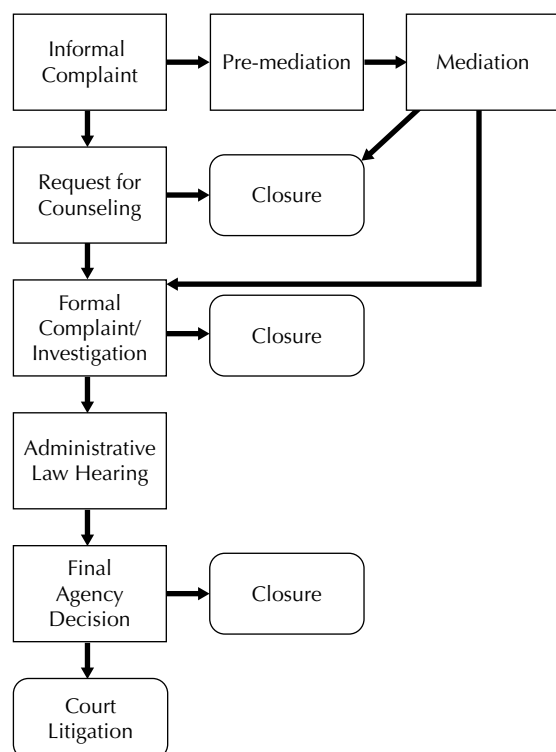 Informal
Complaint
Pre-mediation
Mediation
Request for
Counseling
Closure
Formal
Complaint/
Investigation
Closure
Administrative
Law Hearing
Final
Agency
Decision
Closure
Court
Litigation